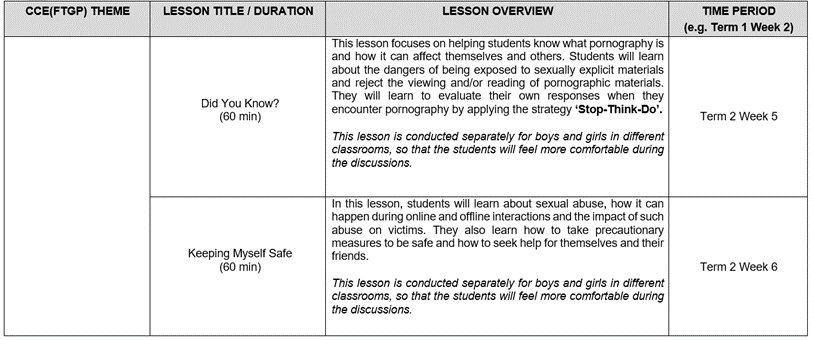 CCE(FTGP) THEME
LESSON TITLE / DURATION
LESSON OVERVIEW
TIME PERIOD
(e.g. Term 1 Week 2)
Did You Know?
(60 min)
This lesson focuses on helping students know what pornography is
and how it can affect themselves and others. Students will learn
about the dangers of being exposed to sexually explicit materials
and reject the viewing and/or reading of pornographic materials.
They will learn to evaluate their own responses when they
encounter pornography by applying the strategy ‘Stop-Think-Do’.
This lesson is conducted separately for boys and girls in different
classrooms, so that the students will feel more comfortable during
the discussions.
Term 2 Week 5
Keeping Myself Safe
(60 min)
In this lesson, students will learn about sexual abuse, how it can
happen during online and offline interactions and the impact of such
abuse on victims. They also learn how to take precautionary
measures to be safe and how to seek help for themselves and their
friends.
This lesson is conducted separately for boys and girls in different
classrooms, so that the students will feel more comfortable during
the discussions.
Term 2 Week 6